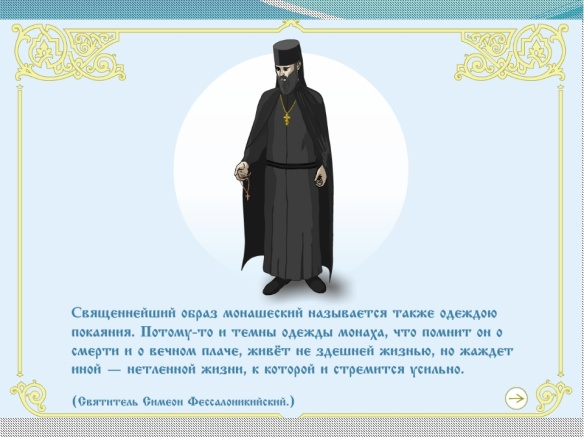 Священнейший образ монашеский называется также одеждою
покаяния. Потому-то и темны одежды монаха, что помнит он о
смерти и о вечном плаче, живёт не здешней жизнью, но жаждет
иной — нетленной жизни, к которой и стремится усильно.
(Святитель Симеон Фессалоникийский.)